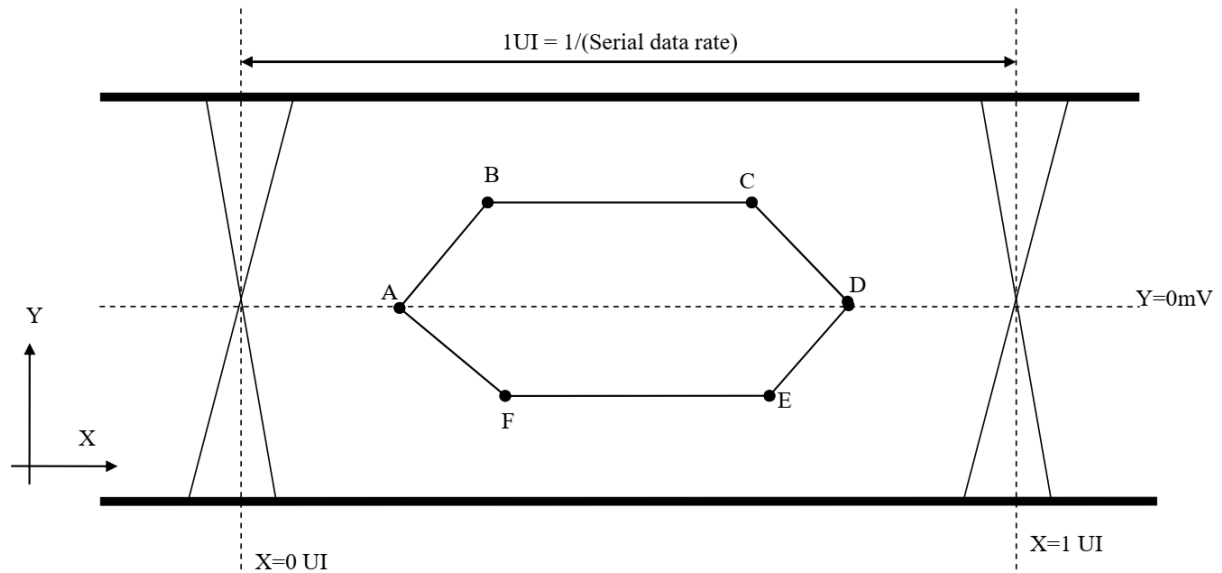 1UI = 1/(Serial data rate)
B
C
A
D
Y=0mV
Y
F
E
X
X=0 UI
X=1 UI